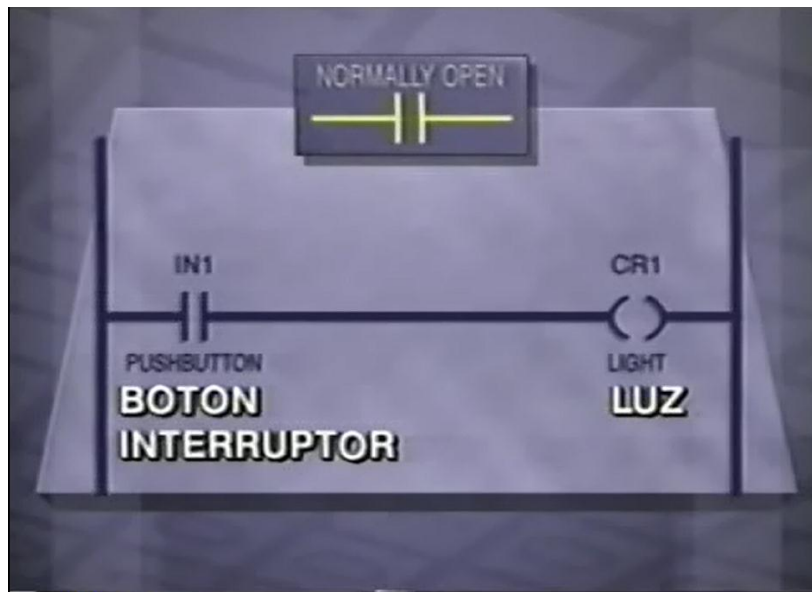 NORMALLY OPEN
IN1
CR1
PUSHBUTTON
LIGHT
BOTON
LUZ
INTERRUPTOR